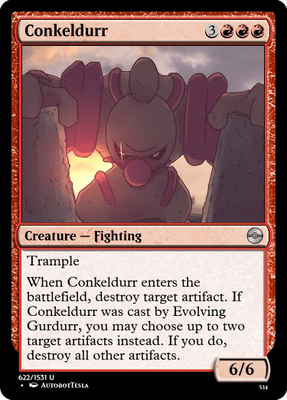 Conkeldurr 3
Creature — Fighting
Trample
When Conkeldurr enters the
battlefield, destroy target artifact. If
Conkeldurr was cast by Evolving
Gurdurr, you may choose up to two
target artifacts instead. If you do,
destroy all other artifacts.
6/6
622/1531 U
• AutobotTesla
514